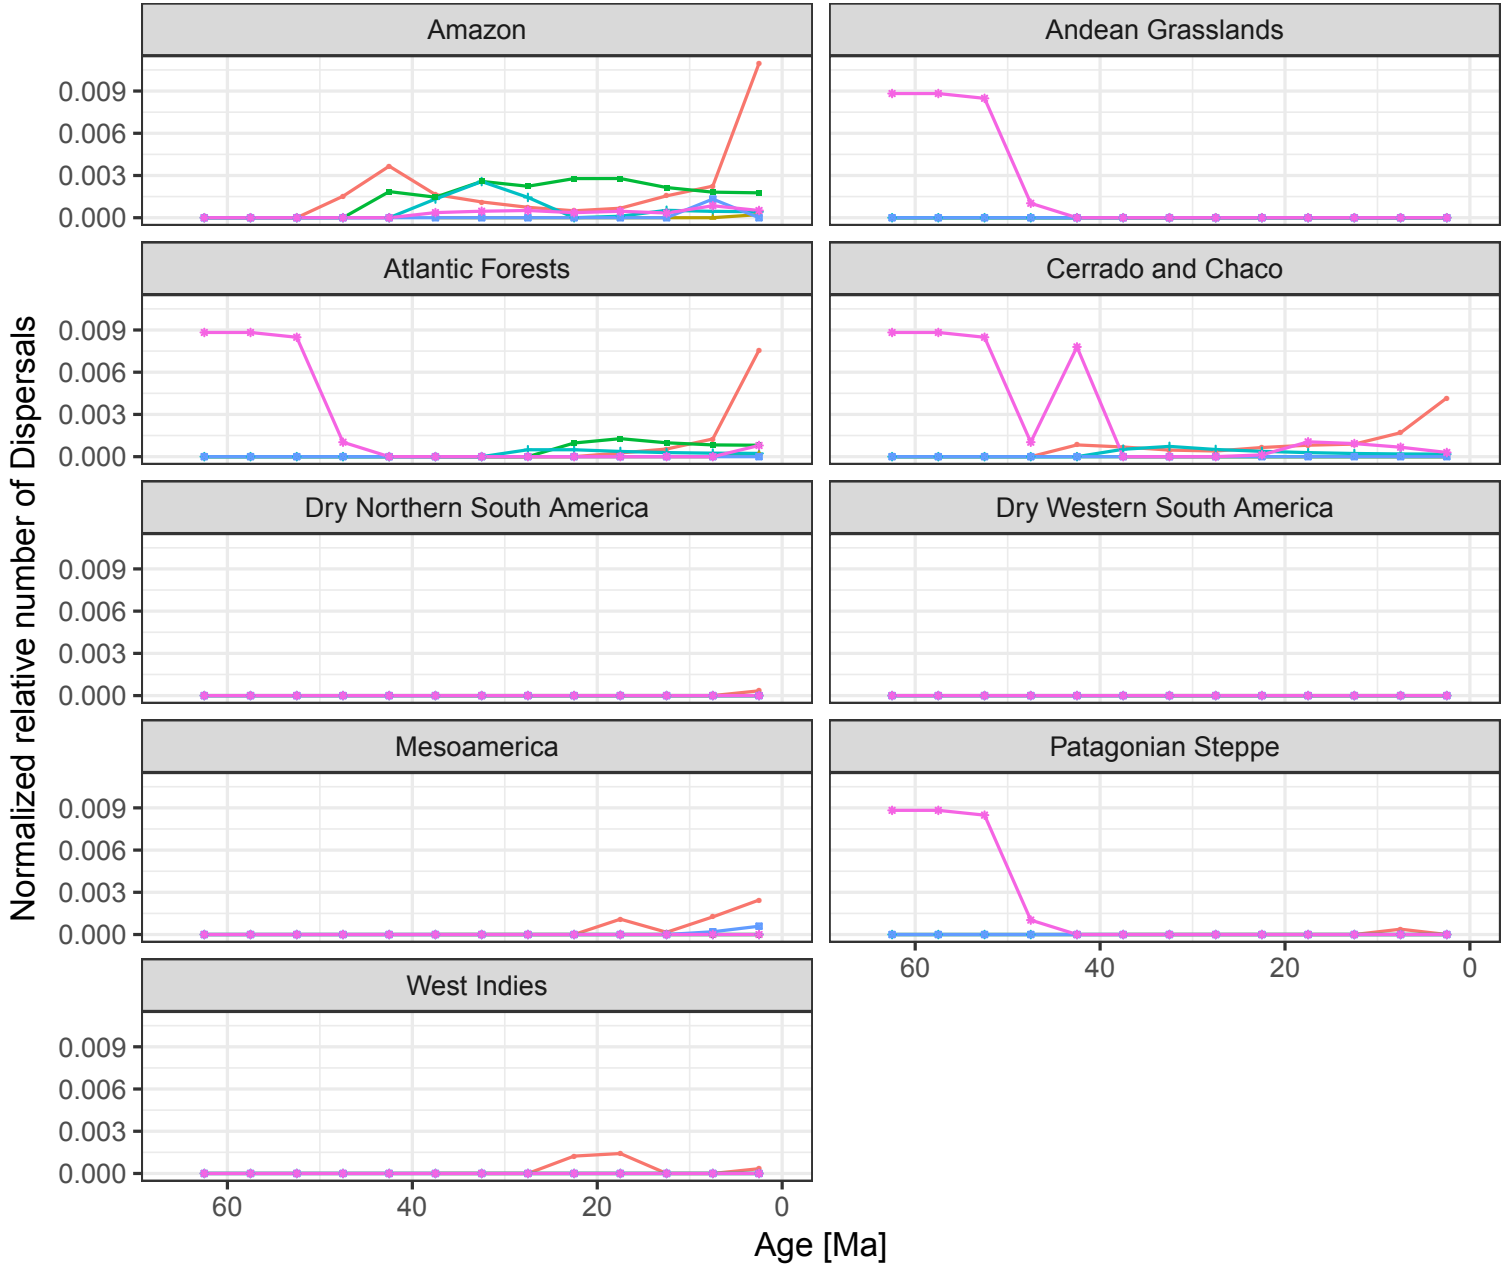 Amazon
Andean Grasslands
0.009
0.006
0.003
0.000
Atlantic Forests
Cerrado and Chaco
0.009
0.006
0.003
0.000
Dry Northern South America
Dry Western South America
0.009
0.006
0.003
0.000
Mesoamerica
Patagonian Steppe
0.009
0.006
0.003
0.000
60 40 20 0
West Indies
0.009
0.006
0.003
0.000
60 40 20 0
Age [Ma]
Normalized relative number of Dispersals